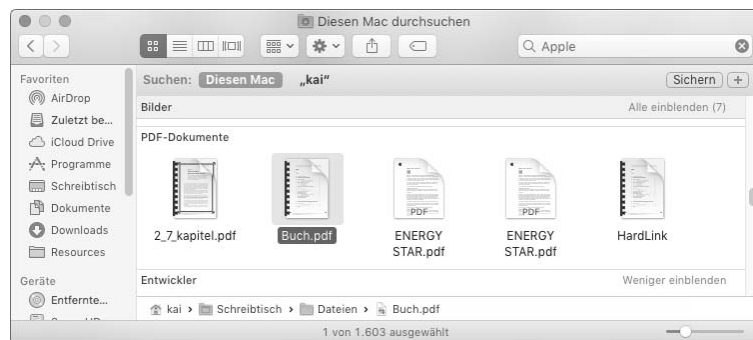 Diesen Mac durchsuchen
Apple
Favoriten
AirDrop
Zuletzt be...
iCloud Drive
Programme
Schreibtisch
Dokumente
Downloads
Resources
Geräte
Entfernte...
Suchen: Diesen Mac „kai“ Sichern +
Bilder Alle einblenden (7)
PDF-Dokumente
2_7_kapitel.pdf
Buch.pdf
PDF
ENERGY
STAR.pdf
PDF
ENERGY
STAR.pdf
HardLink
Entwickler Weniger einblenden
kai › Schreibtisch › Dateien › Buch.pdf
1 von 1.603 ausgewählt